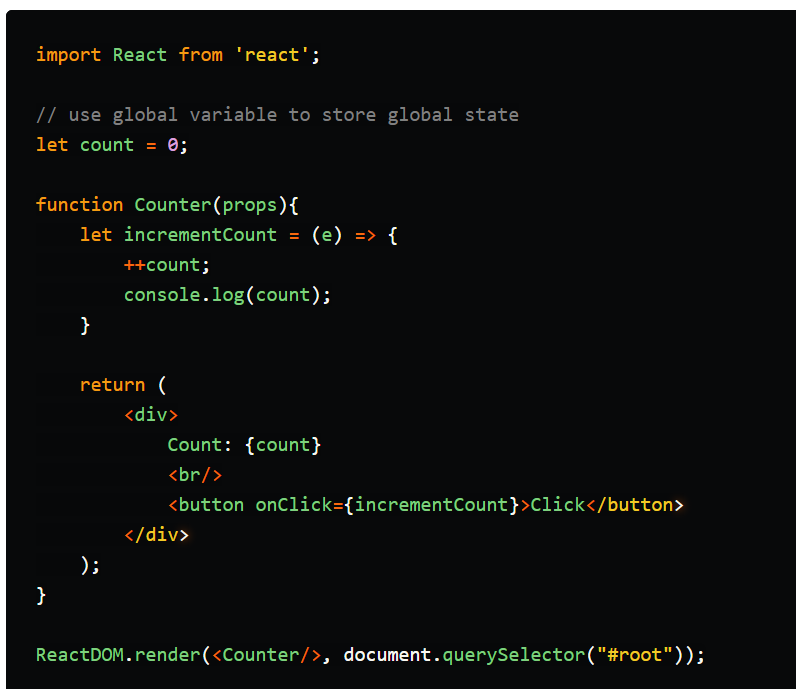 import React from 'react';
// use global variable to store global state
let count = 0;
function Counter(props){
let incrementCount = (e) => {
++count;
console.log(count);
}
return (
<div>
Count: {count}
<br/>
<button onClick={incrementCount}>Click</button>
</div>
);
}
ReactDOM.render(<Counter/>, document.querySelector("#root"));